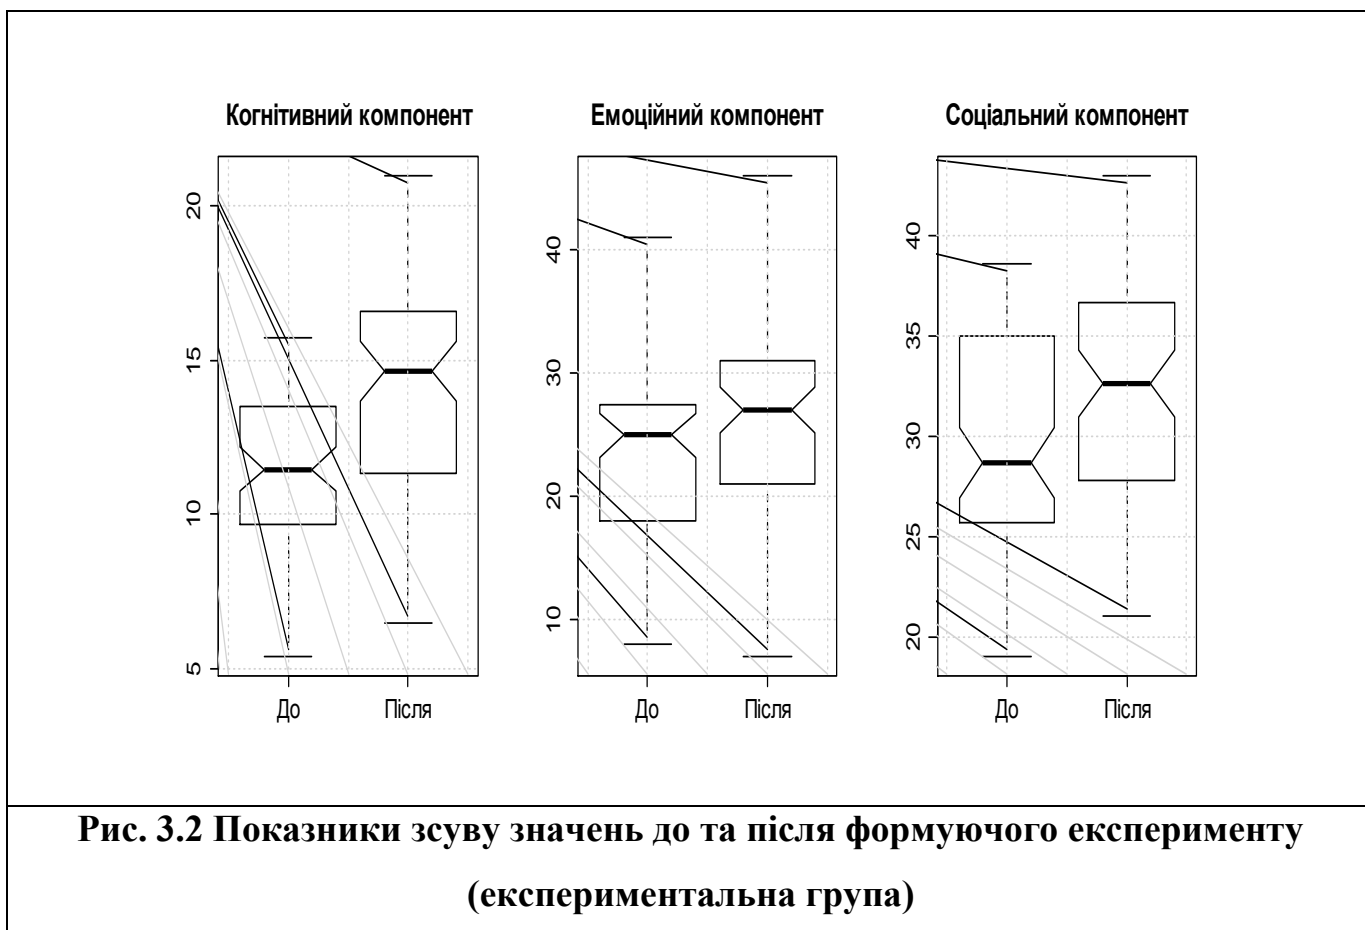 Когнітивний компонент
Емоційний компонент
Соціальний компонент
20
15
10
5
До
Після
40
30
20
10
До
Після
40
35
30
25
20
До
Після
Рис. 3.2 Показники зсуву значень до та після формуючого експерименту
(експериментальна група)